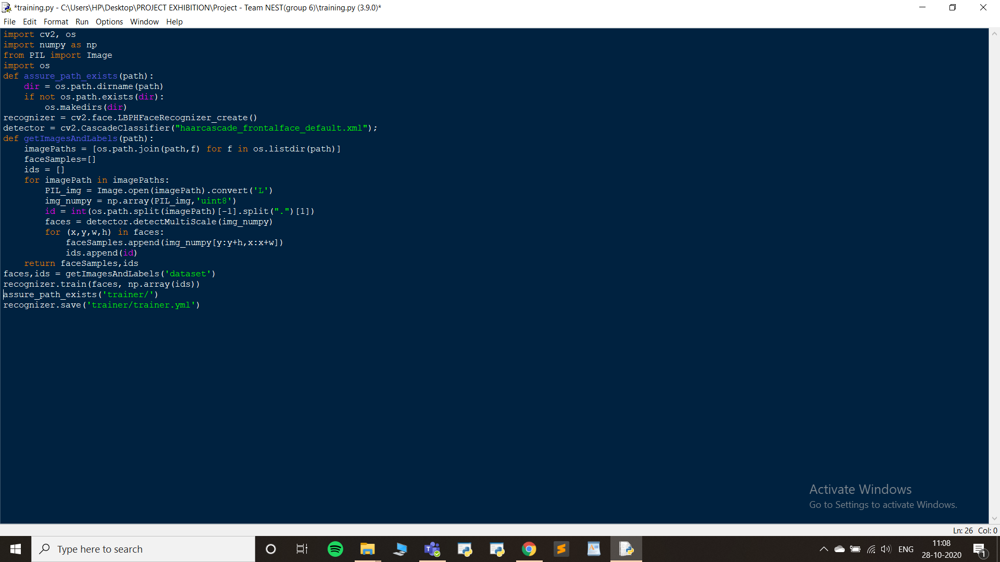 *training.py - C:\Users\HP\Desktop\PROJECT EXHIBITION\Project - Team NEST(group 6)\training.py (3.9.0)*
File Edit Format Run Options Window Help
import cv2, os
import numpy as np
from PIL import Image
import os
def assure_path_exists(path):
    dir = os.path.dirname(path)
    if not os.path.exists(dir):
        os.makedirs(dir)
recognizer = cv2.face.LBPHFaceRecognizer_create()
detector = cv2.CascadeClassifier("haarcascade_frontalface_default.xml");
def getImagesAndLabels(path):
    imagePaths = [os.path.join(path,f) for f in os.listdir(path)]
    faceSamples=[]
    ids = []
    for imagePath in imagePaths:
        PIL_img = Image.open(imagePath).convert('L')
        img_numpy = np.array(PIL_img,'uint8')
        id = int(os.path.split(imagePath)[-1].split(".")[1])
        faces = detector.detectMultiScale(img_numpy)
        for (x,y,w,h) in faces:
            faceSamples.append(img_numpy[y:y+h,x:x+w])
            ids.append(id)
    return faceSamples,ids
faces,ids = getImagesAndLabels('dataset')
recognizer.train(faces, np.array(ids))
assure_path_exists('trainer/')
recognizer.save('trainer/trainer.yml')
Activate Windows
Go to Settings to activate Windows.
Ln: 26 Col: 0
Type here to search
ENG
11:08
28-10-2020
1